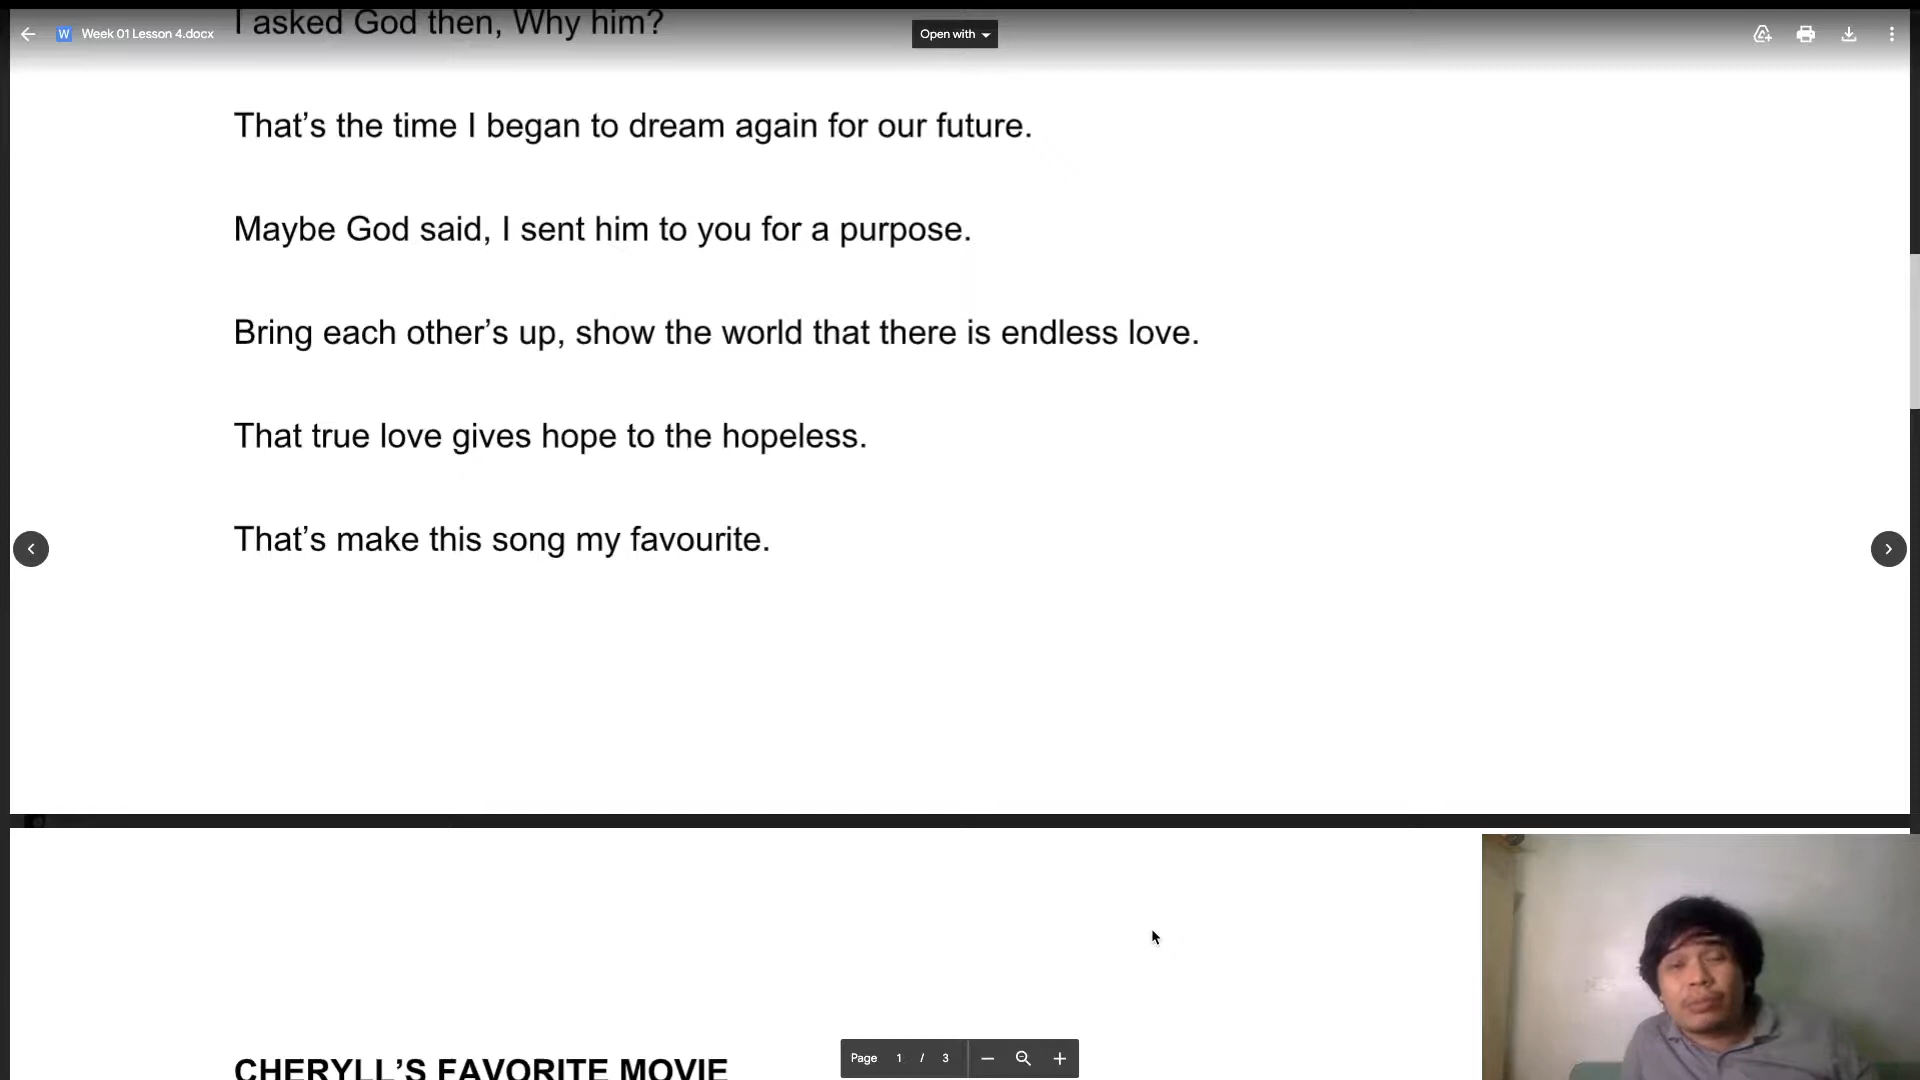 I asked God then, Why him?
Week 01 Lesson 4.docx
Open with
That’s the time I began to dream again for our future.
Maybe God said, I sent him to you for a purpose.
Bring each other’s up, show the world that there is endless love.
That true love gives hope to the hopeless.
That’s make this song my favourite.
CHERYLL’S FAVORITE MOVIE
Page 1 / 3